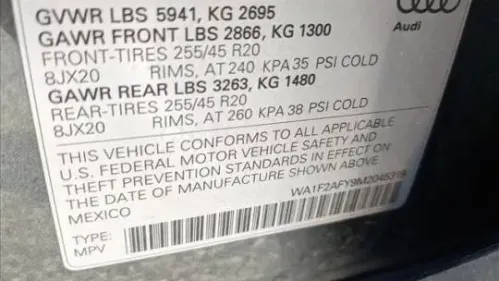 GVWR LBS 5941, KG 2695
GAWR FRONT LBS 2866, KG 1300
FRONT-TIRES 255/45 R20
8JX20 RIMS, AT 240 KPA 35 PSI COLD
GAWR REAR LBS 3263, KG 1480
REAR-TIRES 255/45 R20
8JX20 RIMS, AT 260 KPA 38 PSI COLD
Audi
THIS VEHICLE CONFORMS TO ALL APPLICABLE
U.S. FEDERAL MOTOR VEHICLE SAFETY AND
THEFT PREVENTION STANDARDS IN EFFECT ON
THE DATE OF MANUFACTURE SHOWN ABOVE.
MEXICO
WA1F2AFY9M2045319
TYPE:
MPV